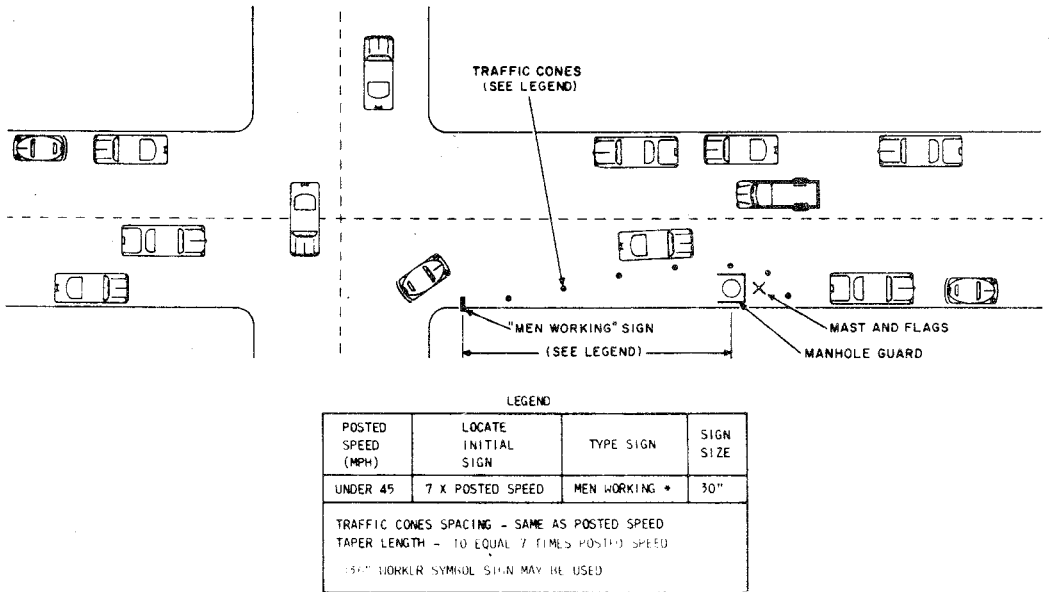 TRAFFIC CONES
(SEE LEGEND)
"MEN WORKING" SIGN
(SEE LEGEND)
MAST AND FLAGS
MANHOLE GUARD
LEGEND
POSTED
SPEED
(MPH)
LOCATE
INITIAL
SIGN
TYPE SIGN
SIGN
SIZE
UNDER 45
7 X POSTED SPEED
MEN WORKING *
30"
TRAFFIC CONES SPACING - SAME AS POSTED SPEED
TAPER LENGTH - TO EQUAL 7 TIMES POSTED SPEED
WORKER SYMBOL SIGN MAY BE USED